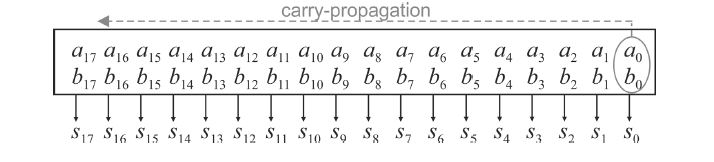 carry-propagation
a17 a16 a15 a14 a13 a12 a11 a10 a9 a8 a7 a6 a5 a4 a3 a2 a1 a0
b17 b16 b15 b14 b13 b12 b11 b10 b9 b8 b7 b6 b5 b4 b3 b2 b1 b0
s17 s16 s15 s14 s13 s12 s11 s10 s9 s8 s7 s6 s5 s4 s3 s2 s1 s0